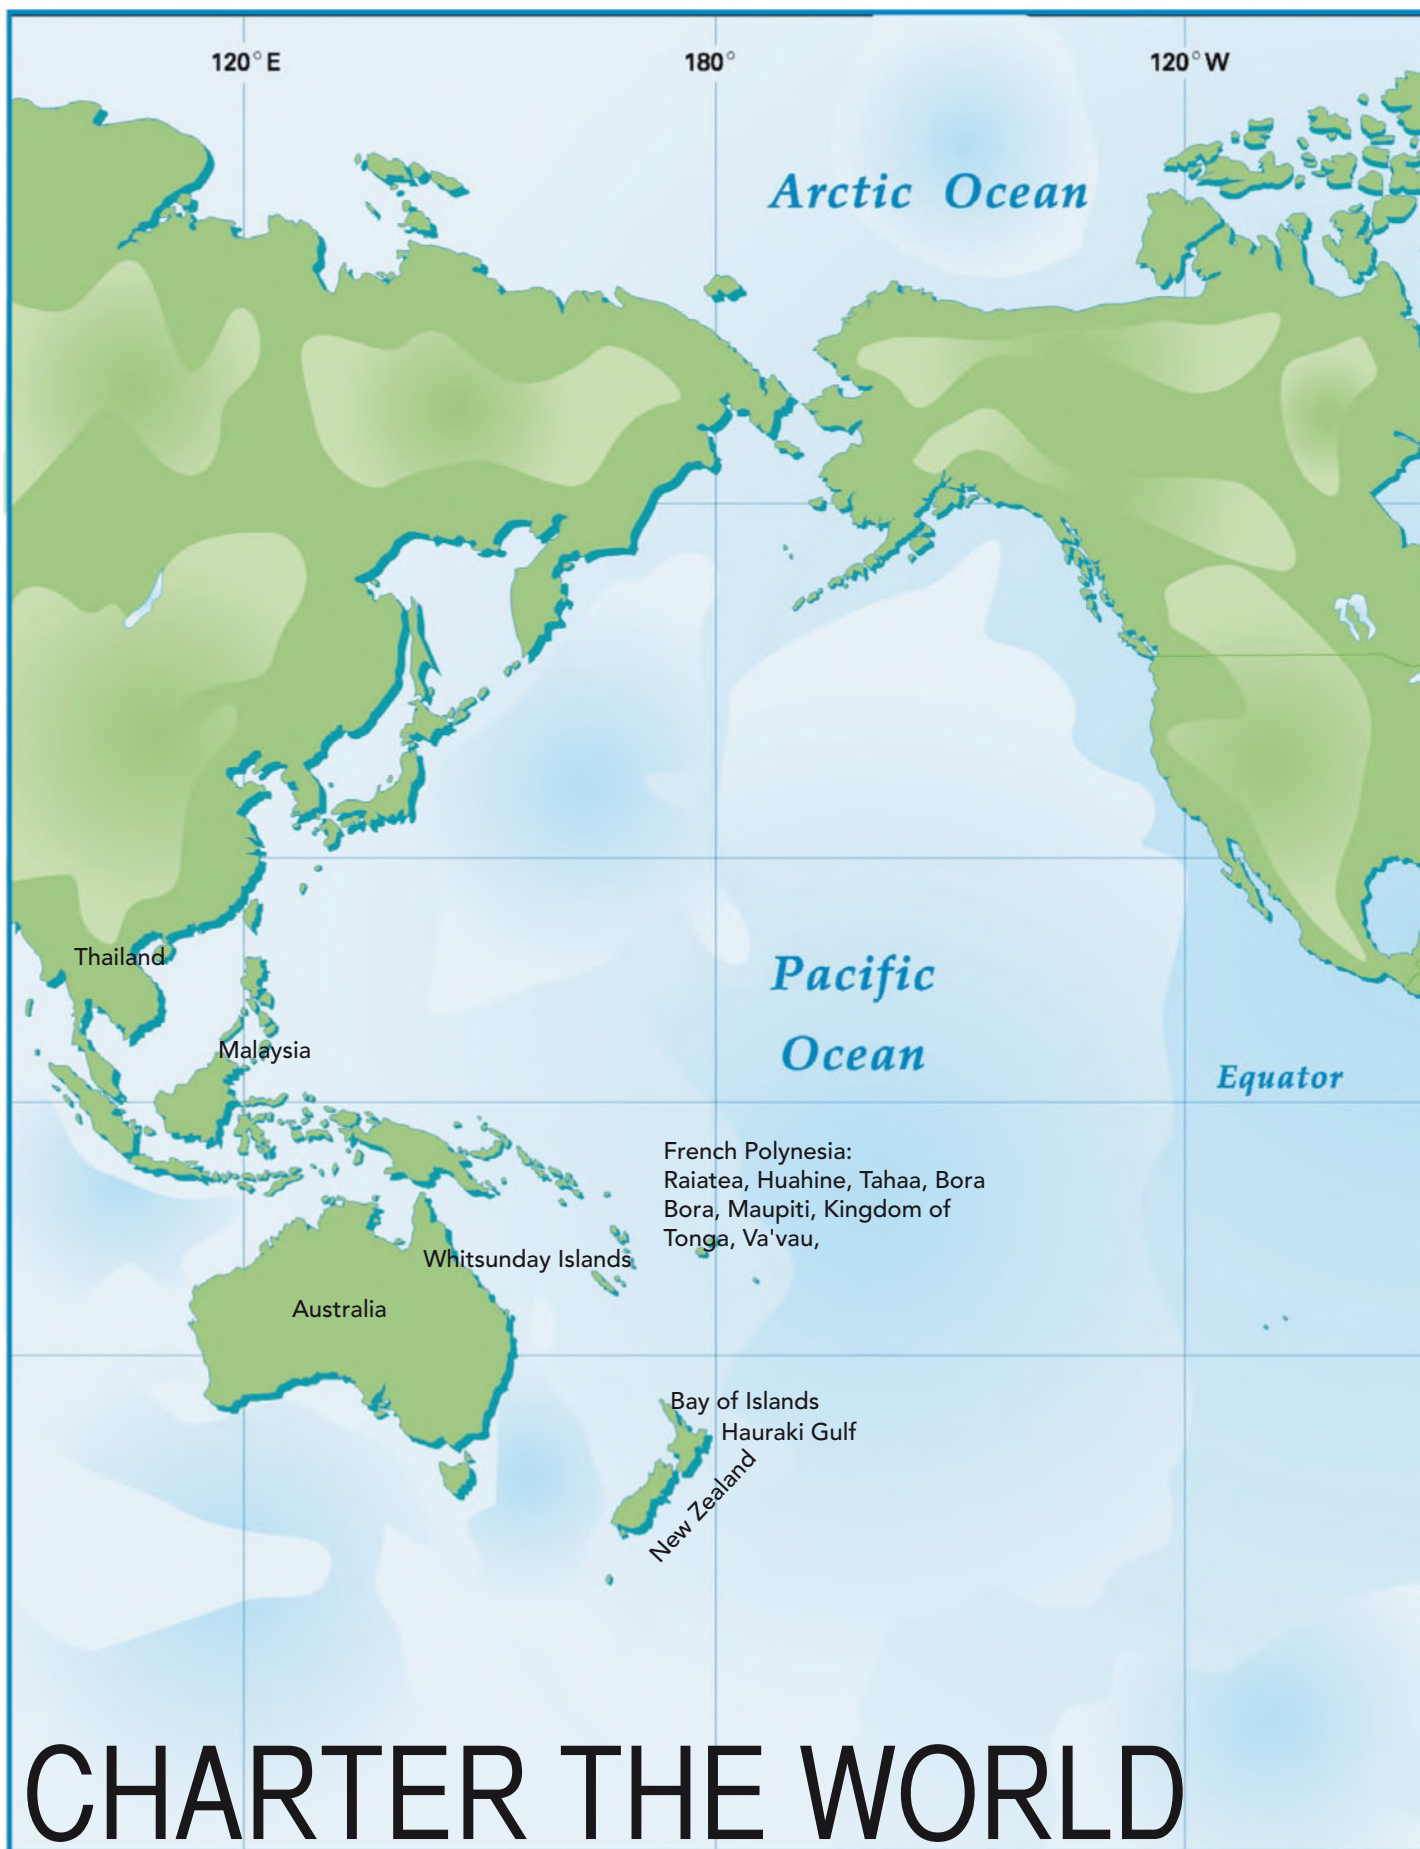 120°E
180°
120°W
Arctic Ocean
Thailand
Pacific
Ocean
Malaysia
Equator
French Polynesia:
Raiatea, Huahine, Tahaa, Bora
Bora, Maupiti, Kingdom of
Tonga, Va'vau,
Whitsunday Islands
Australia
Bay of Islands
Hauraki Gulf
New Zealand
CHARTER THE WORLD